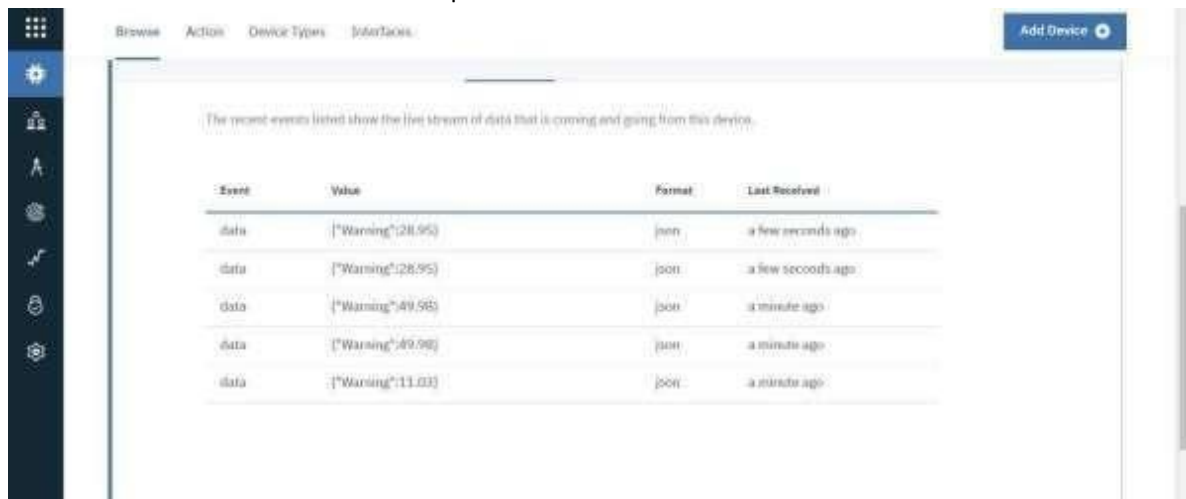 Browse Action Device Types Interfaces Add Device
The recent events listed show the live stream of data that is coming and going from this device.
Event Value Format Last Received
data {"Warning":28.95} json a few seconds ago
data {"Warning":28.95} json a few seconds ago
data {"Warning":49.98} json a minute ago
data {"Warning":49.98} json a minute ago
data {"Warning":11.03} json a minute ago